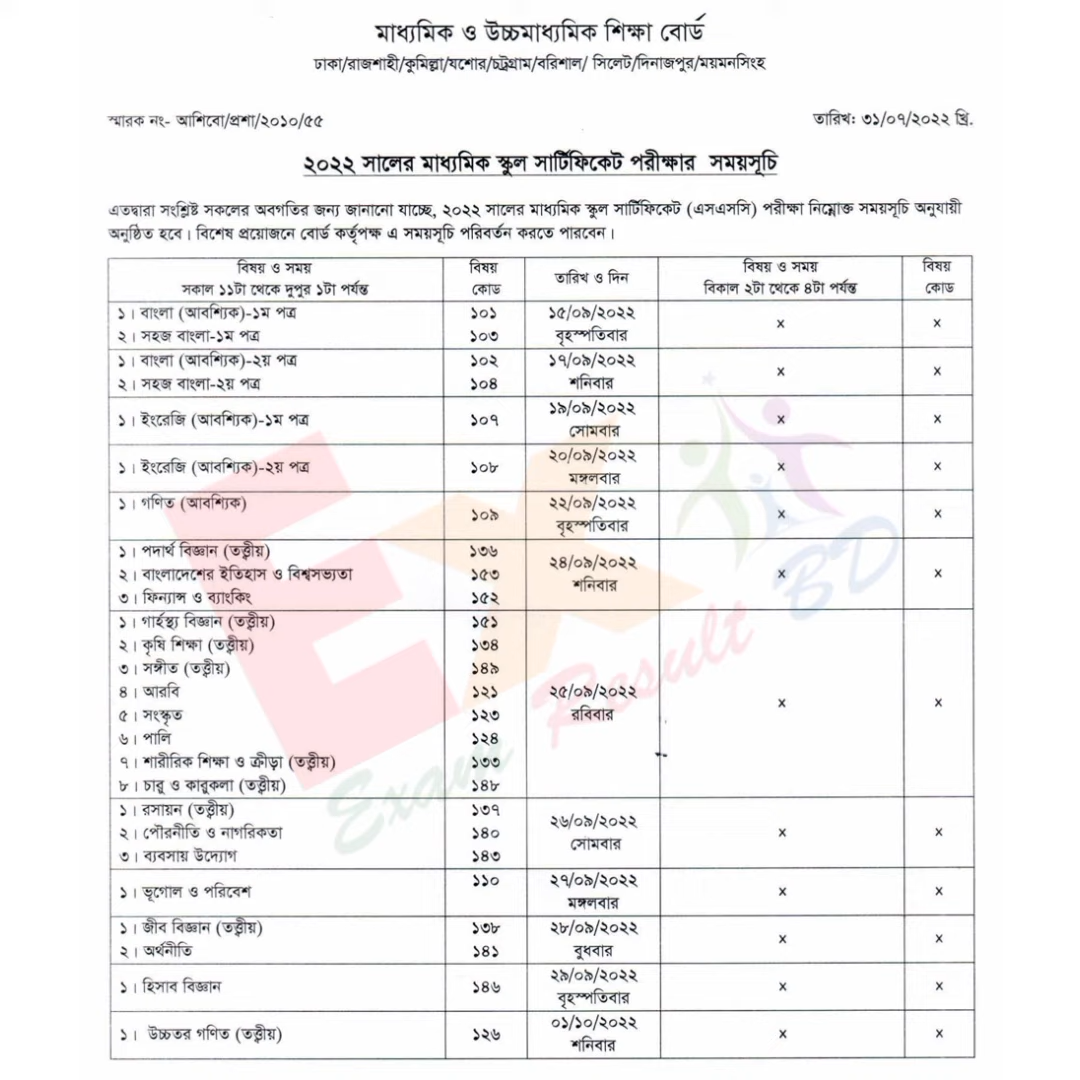 মাধ্যমিক ও উচ্চমাধ্যমিক শিক্ষা বোর্ড
ঢাকা/রাজশাহী/কুমিল্লা/যশোর/চট্রগ্রাম/বরিশাল/ সিলেট/দিনাজপুর/ময়মনসিংহ
স্মারক নং- আশিবো/প্রশা/২০১০/৫৫ তারিখ: ৩১/০৭/২০২২ খ্রি.
২০২২ সালের মাধ্যমিক স্কুল সার্টিফিকেট পরীক্ষার সময়সূচি
এতদ্বারা সংশ্লিষ্ট সকলের অবগতির জন্য জানানো যাচ্ছে, ২০২২ সালের মাধ্যমিক স্কুল সার্টিফিকেট (এসএসসি) পরীক্ষা নিম্নোক্ত সময়সূচি অনুযায়ী
অনুষ্ঠিত হবে। বিশেষ প্রয়োজনে বোর্ড কর্তৃপক্ষ এ সময়সূচি পরিবর্তন করতে পারবেন।
বিষয় ও সময় বিষয় তারিখ ও দিন বিষয় ও সময় বিষয়
সকাল ১১টা থেকে দুপুর ১টা পর্যন্ত কোড বিকাল ২টা থেকে ৪টা পর্যন্ত কোড
১। বাংলা (আবশ্যিক)-১ম পত্র ১০১ ১৫/০৯/২০২২ x x
২। সহজ বাংলা-১ম পত্র ১০৩ বৃহস্পতিবার
১। বাংলা (আবশ্যিক)-২য় পত্র ১০২ ১৭/০৯/২০২২ x x
২। সহজ বাংলা-২য় পত্র ১০৪ শনিবার
১। ইংরেজি (আবশ্যিক)-১ম পত্র ১০৭ ১৯/০৯/২০২২ x x
সোমবার
১। ইংরেজি (আবশ্যিক)-২য় পত্র ১০৮ ২০/০৯/২০২২ x x
মঙ্গলবার
১। গণিত (আবশ্যিক) ১০৯ ২২/০৯/২০২২ x x
বৃহস্পতিবার
১। পদার্থ বিজ্ঞান (তত্ত্বীয়) ১৩৬ ২৪/০৯/২০২২
২। বাংলাদেশের ইতিহাস ও বিশ্বসভ্যতা ১৫৩ শনিবার x x
৩। ফিন্যান্স ও ব্যাংকিং ১৫২
১। গার্হস্থ্য বিজ্ঞান (তত্ত্বীয়) ১৫১
২। কৃষি শিক্ষা (তত্ত্বীয়) ১৩৪
৩। সঙ্গীত (তত্ত্বীয়) ১৪৯
৪। আরবি ১২১ ২৫/০৯/২০২২ x x
৫। সংস্কৃত ১২৩ রবিবার
৬। পালি ১২৪
৭। শারীরিক শিক্ষা ও ক্রীড়া (তত্ত্বীয়) ১৩৩
৮। চারু ও কারুকলা (তত্ত্বীয়) ১৪৮
১। রসায়ন (তত্ত্বীয়) ১৩৭ ২৬/০৯/২০২২
২। পৌরনীতি ও নাগরিকতা ১৪০ সোমবার x x
৩। ব্যবসায় উদ্যোগ ১৪৩
১। ভূগোল ও পরিবেশ ১১০ ২৭/০৯/২০২২ x x
মঙ্গলবার
১। জীব বিজ্ঞান (তত্ত্বীয়) ১৩৮ ২৮/০৯/২০২২ x x
২। অর্থনীতি ১৪১ বুধবার
১। হিসাব বিজ্ঞান ১৪৬ ২৯/০৯/২০২২ x x
বৃহস্পতিবার
১। উচ্চতর গণিত (তত্ত্বীয়) ১২৬ ০১/১০/২০২২ x x
শনিবার
Ex
Exam Result BD